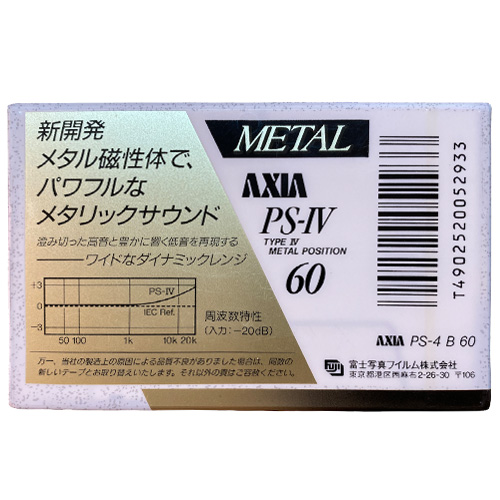 新開発
メタル磁性体で、
パワフルな
メタリックサウンド
澄み切った高音と豊かに響く低音を再現する
――ワイドなダイナミックレンジ
+3
0
−3
PS-IV
IEC Ref.
50 100 1k 10k 20k
周波数特性
(入力:−20dB)
万一、当社の製造上の原因による品質不良がありました場合は、同数の
新しいテープとお取り替えいたします。それ以外の責はご容赦ください。
METAL
AXIA
PS-IV
TYPE IV
METAL POSITION
60
T4902520052933
AXIA PS-4 B 60
FUJI
富士写真フイルム株式会社
東京都港区西麻布2-26-30 〒106